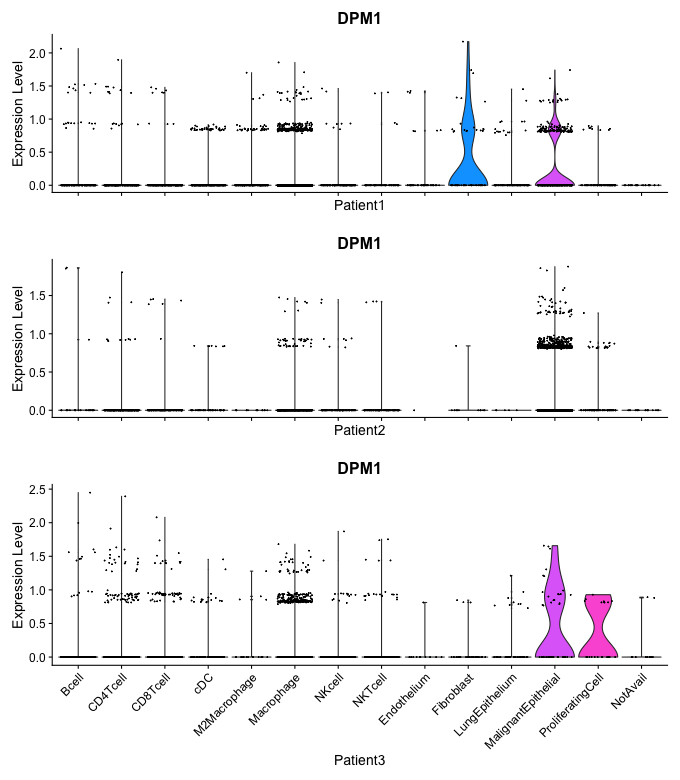 DPM1
Expression Level
2.0
1.5
1.0
0.5
0.0
Patient1
DPM1
Expression Level
1.5
1.0
0.5
0.0
Patient2
DPM1
Expression Level
2.5
2.0
1.5
1.0
0.5
0.0
Bcell
CD4Tcell
CD8Tcell
cDC
M2Macrophage
Macrophage
NKcell
NKTcell
Endothelium
Fibroblast
LungEpithelium
MalignantEpithelial
ProliferatingCell
NotAvail
Patient3